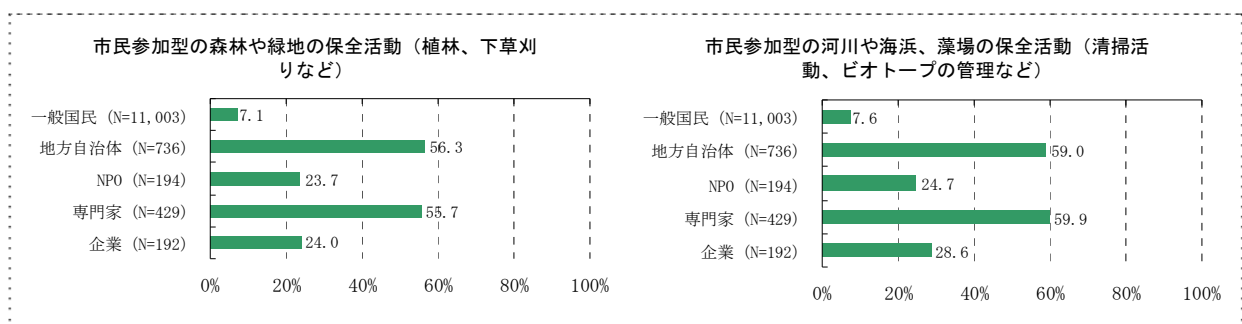 市民参加型の森林や緑地の保全活動（植林、下草刈
りなど）
一般国民 (N=11,003)
7.1
地方自治体 (N=736)
56.3
NPO (N=194)
23.7
専門家 (N=429)
55.7
企業 (N=192)
24.0
0% 20% 40% 60% 80% 100%
市民参加型の河川や海浜、藻場の保全活動（清掃活
動、ビオトープの管理など）
一般国民 (N=11,003)
7.6
地方自治体 (N=736)
59.0
NPO (N=194)
24.7
専門家 (N=429)
59.9
企業 (N=192)
28.6
0% 20% 40% 60% 80% 100%